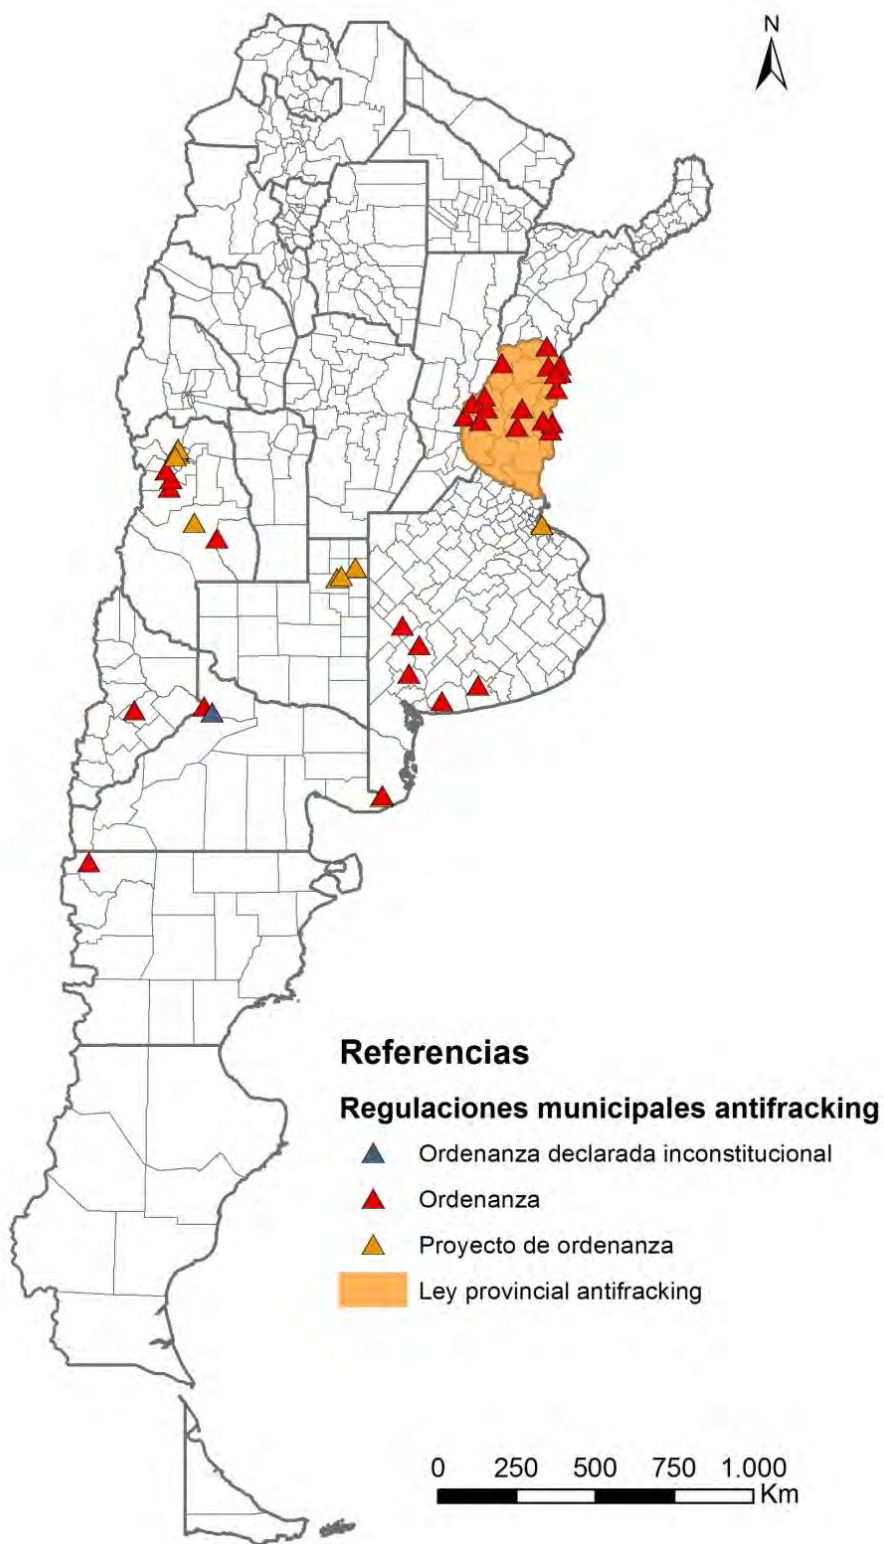 N
Referencias
Regulaciones municipales antifracking
Ordenanza declarada inconstitucional
Ordenanza
Proyecto de ordenanza
Ley provincial antifracking
0 250 500 750 1.000
Km